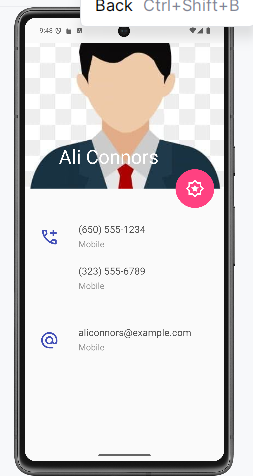 Back Ctrl+Shift+B
9:48
Ali Connors
(650) 555-1234
Mobile
(323) 555-6789
Mobile
aliconnors@example.com
Mobile